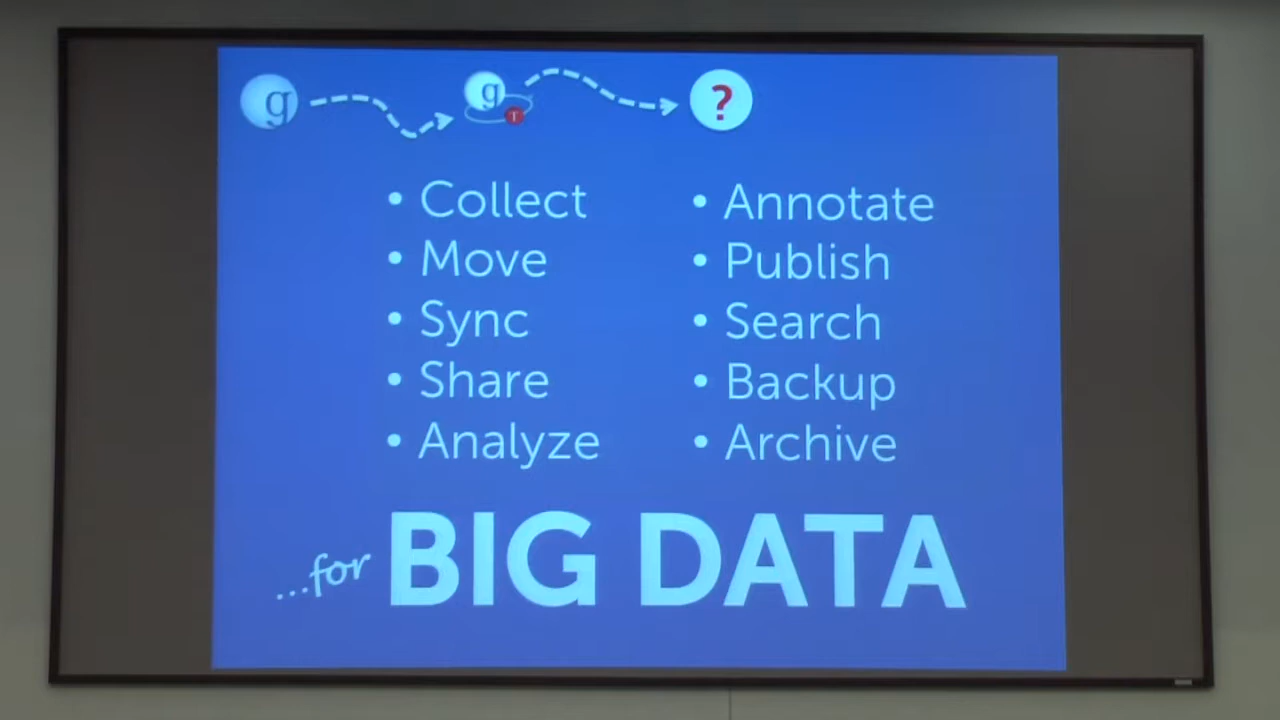 g
g
T
?
• Collect
• Move
• Sync
• Share
• Analyze
• Annotate
• Publish
• Search
• Backup
• Archive
...for BIG DATA